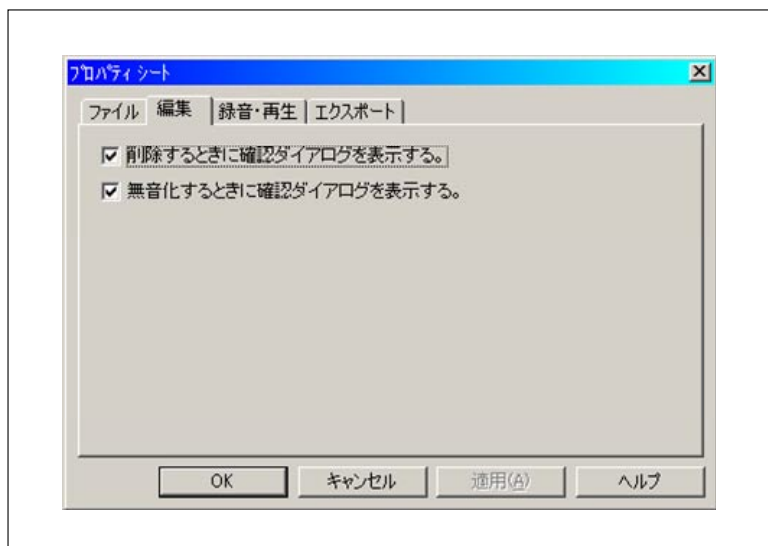 プロパティ シート
ファイル 編集 録音・再生 エクスポート
削除するときに確認ダイアログを表示する。
無音化するときに確認ダイアログを表示する。
OK キャンセル 適用(A) ヘルプ